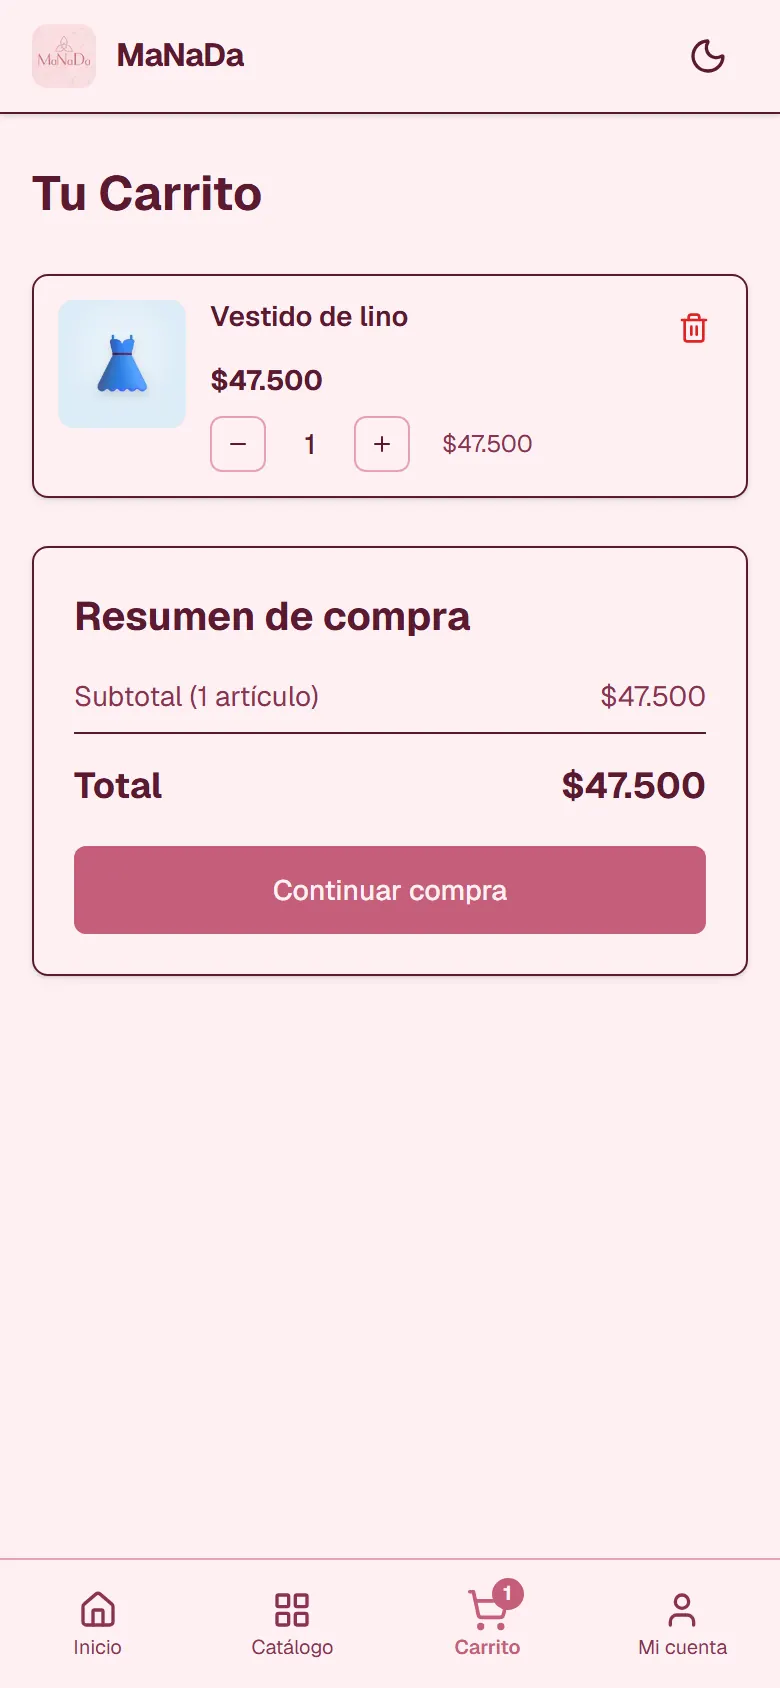 MaNaDa
MaNaDa
Tu Carrito
Vestido de lino
$47.500
1
$47.500
Resumen de compra
Subtotal (1 artículo)
$47.500
Total
$47.500
Continuar compra
1
Inicio
Catálogo
Carrito
Mi cuenta